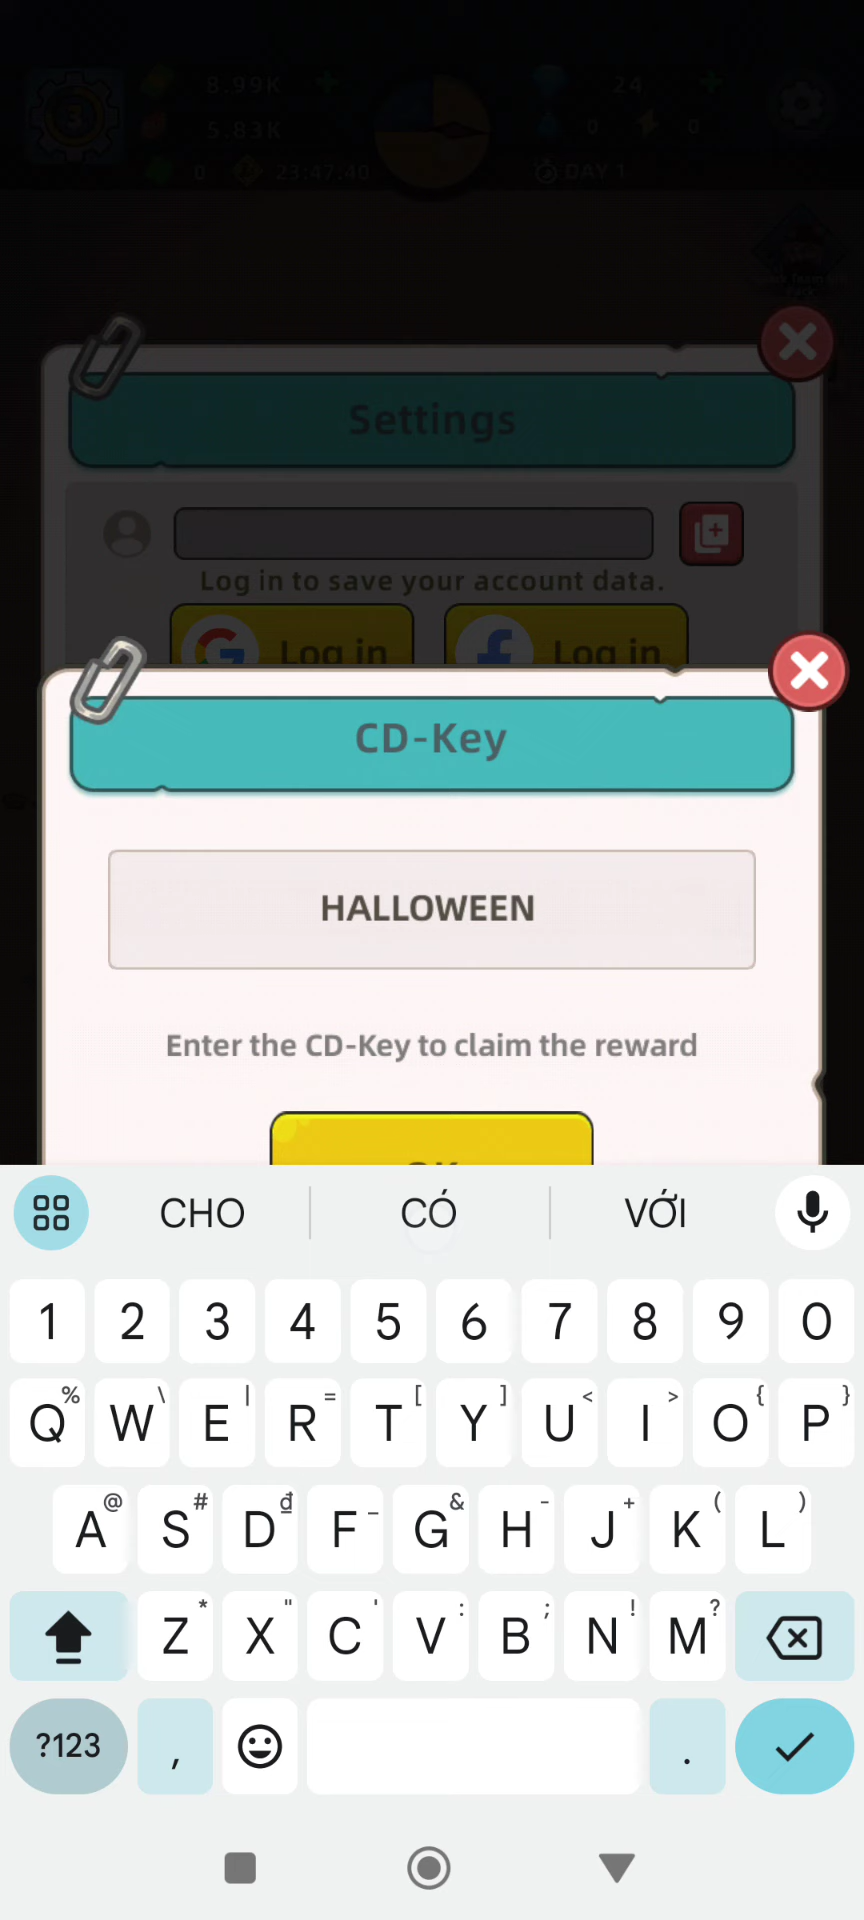 8.99K
24
5.83K
0
0
0
23:47:40
DAY 1
Settings
Log in to save your account data.
Log in
Log in
CD-Key
HALLOWEEN
Enter the CD-Key to claim the reward
CHO
CÓ
VỚI
1 2 3 4 5 6 7 8 9 0
% \ | = [ ] < > { }
Q W E R T Y U I O P
@ # đ _ & - + ( )
A S D F G H J K L
* " ' : ; ! ?
Z X C V B N M
?123 , .